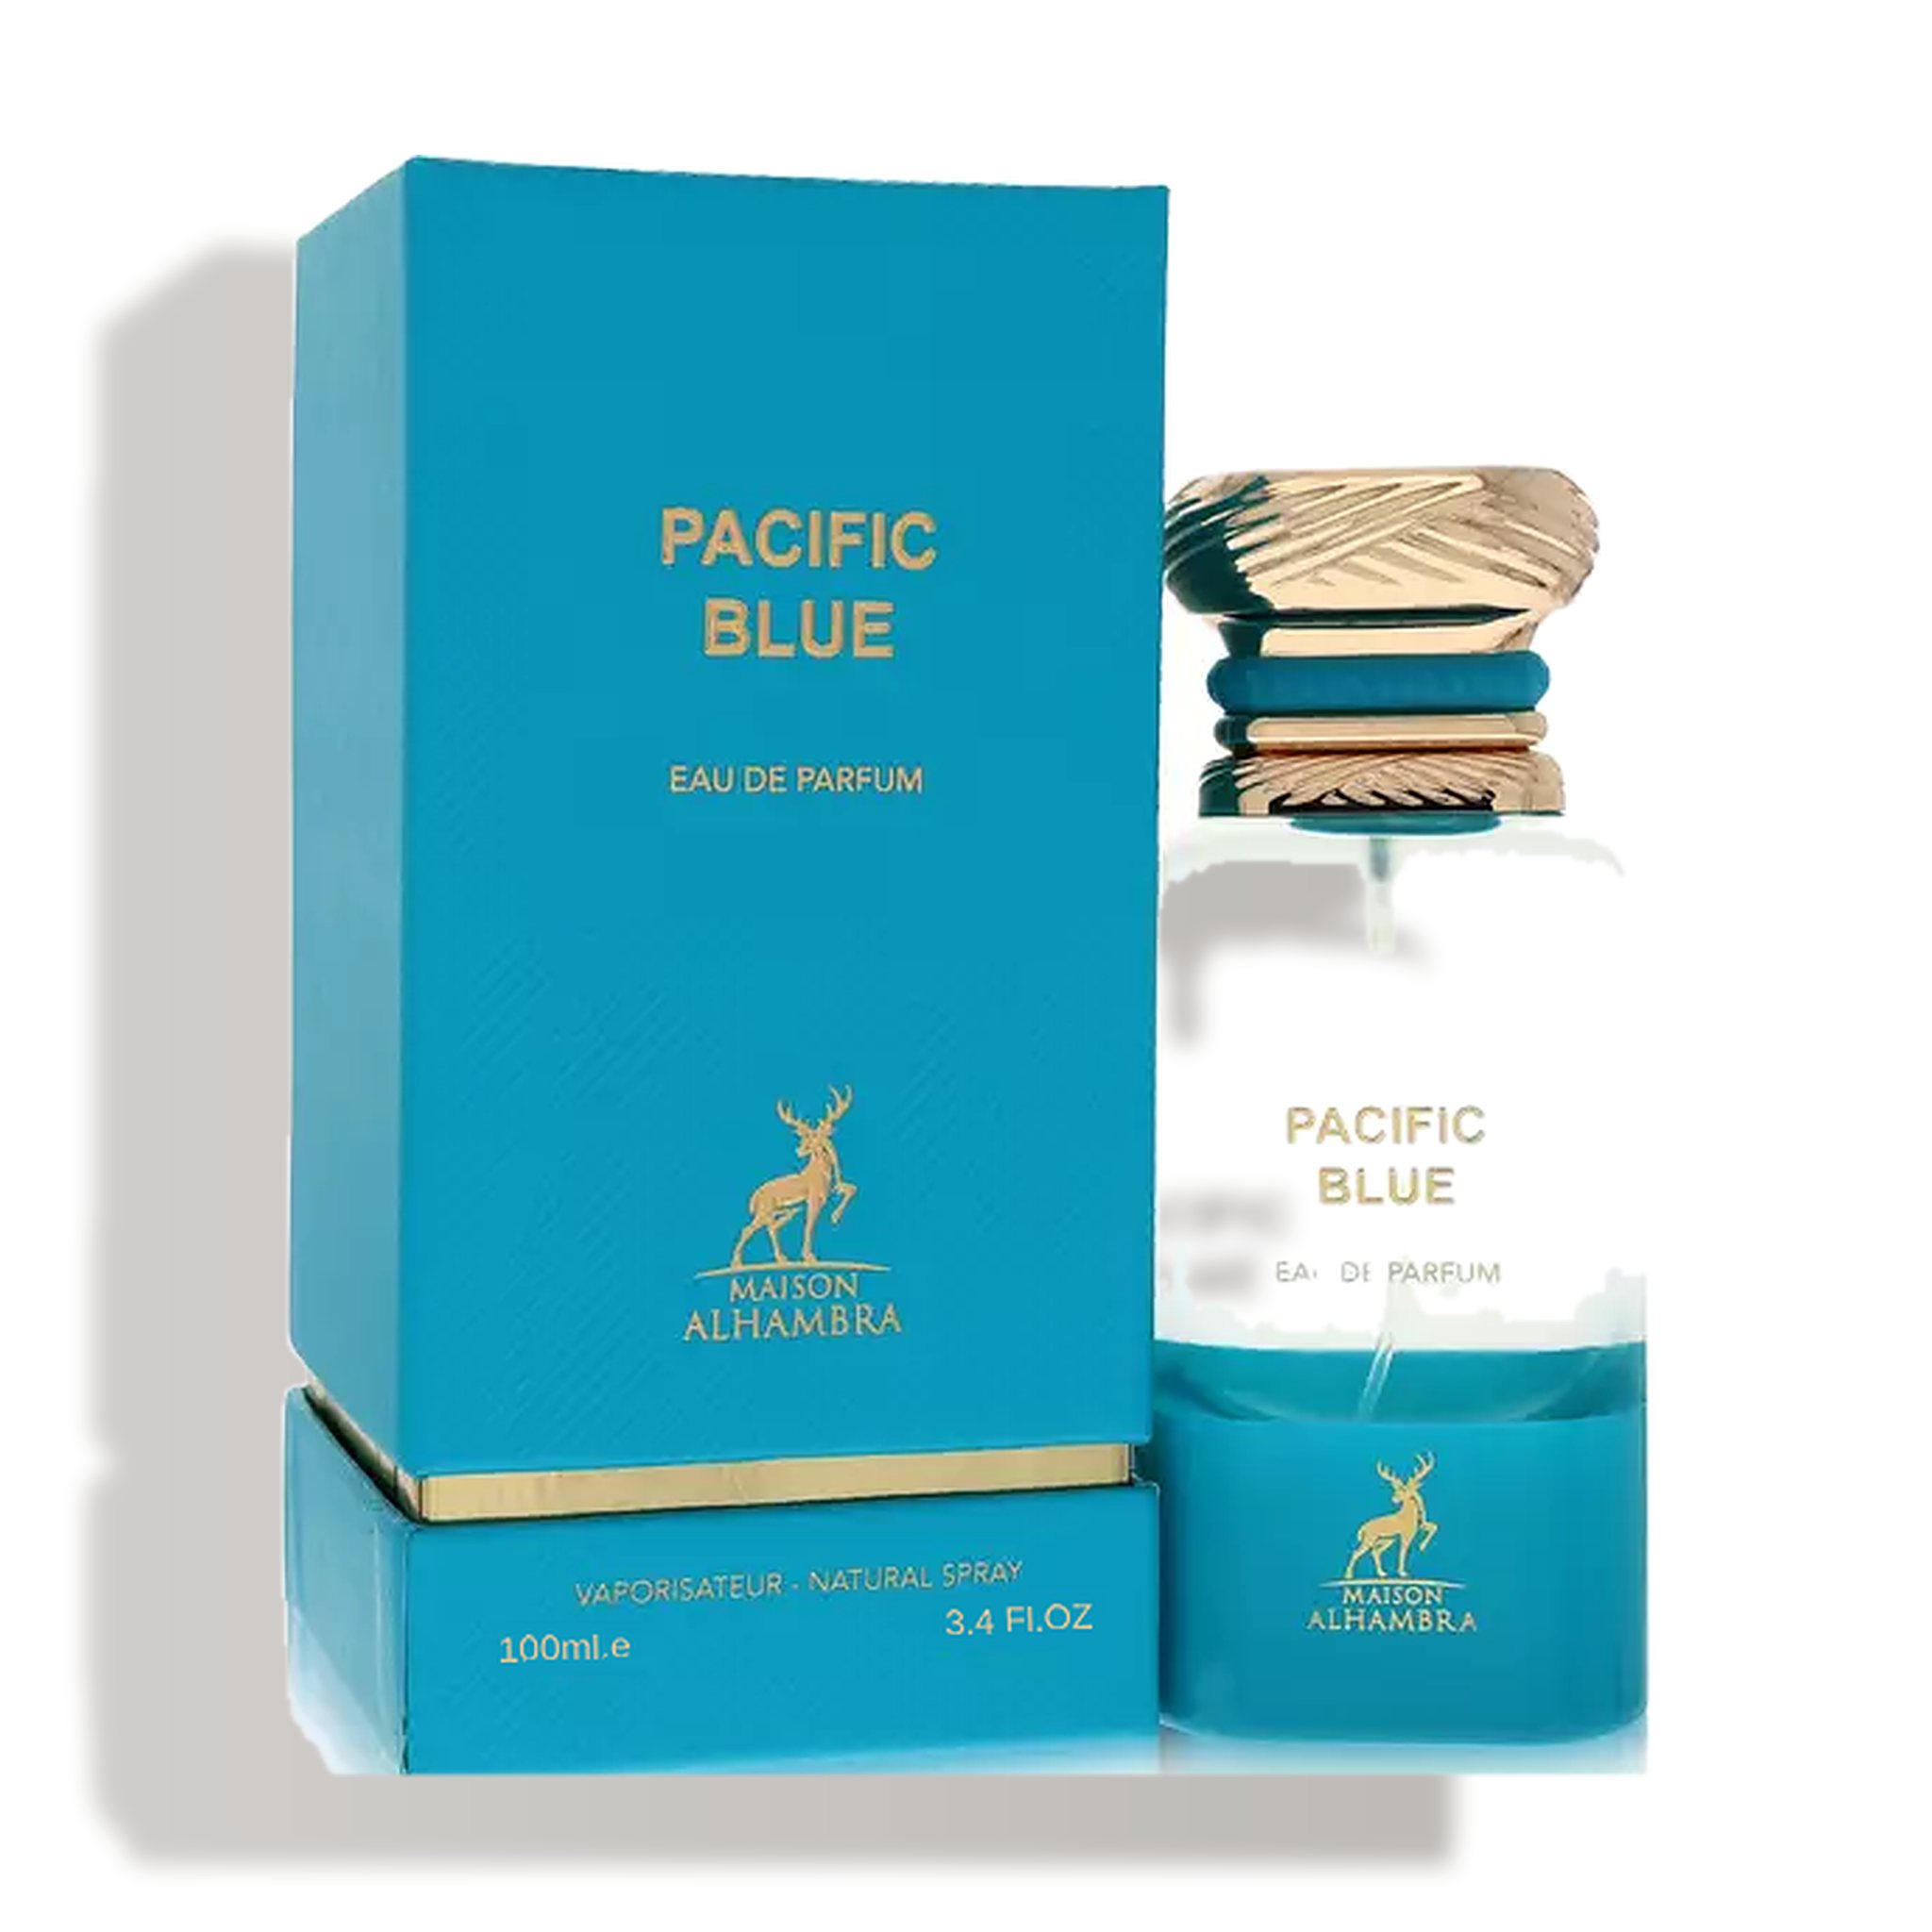 PACIFIC
BLUE
EAU DE PARFUM
MAISON
ALHAMBRA
VAPORISATEUR - NATURAL SPRAY
100ml.e
3.4 Fl.OZ
PACIFIC
BLUE
DE PARFUM
MAISON
ALHAMBRA